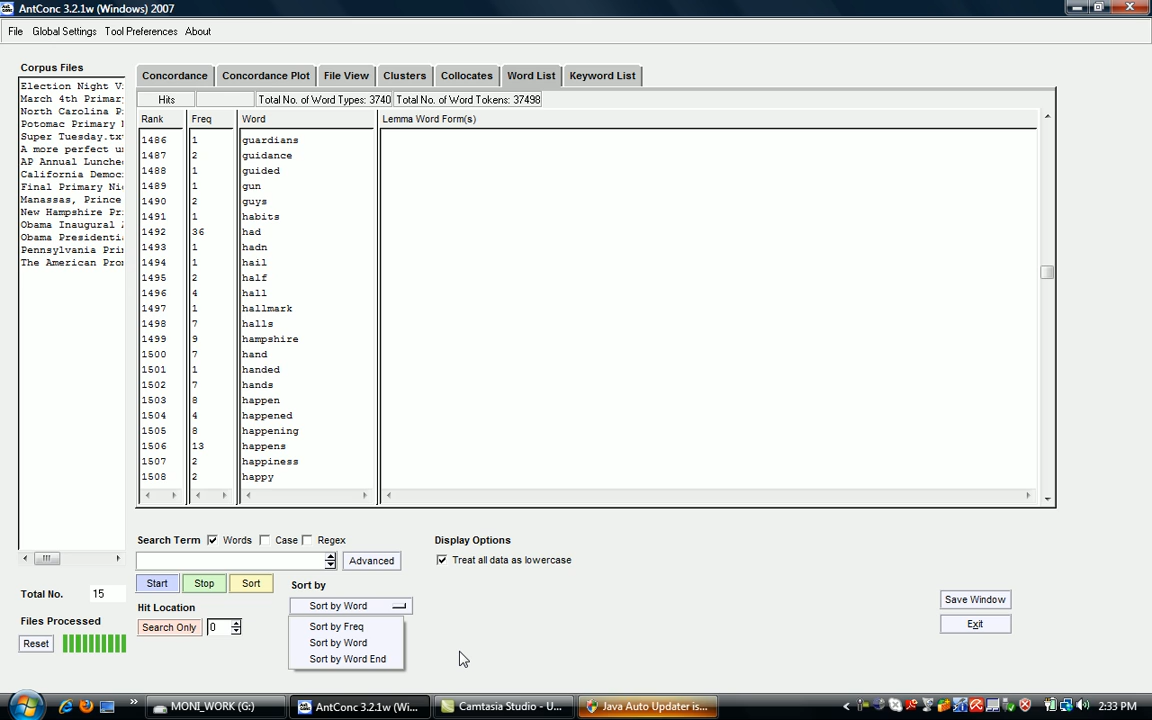 AntConc 3.2.1w (Windows) 2007
File Global Settings Tool Preferences About
Corpus Files
Election Night V
March 4th Primar
North Carolina P
Potomac Primary
Super Tuesday.tx
A more perfect u
AP Annual Lunche
California Democ
Final Primary Ni
Manassas, Prince
New Hampshire Pr
Obama Inaugural
Obama Presidenti
Pennsylvania Pri
The American Pro
Concordance Concordance Plot File View Clusters Collocates Word List Keyword List
Hits Total No. of Word Types: 3740 Total No. of Word Tokens: 37498
Rank Freq Word Lemma Word Form(s)
1486 1 guardians
1487 2 guidance
1488 1 guided
1489 1 gun
1490 2 guys
1491 1 habits
1492 36 had
1493 1 hadn
1494 1 hail
1495 2 half
1496 4 hall
1497 1 hallmark
1498 7 halls
1499 9 hampshire
1500 7 hand
1501 1 handed
1502 7 hands
1503 8 happen
1504 4 happened
1505 8 happening
1506 13 happens
1507 2 happiness
1508 2 happy
Search Term Words Case Regex
Advanced
Display Options
Treat all data as lowercase
Start Stop Sort
Sort by
Sort by Word
Sort by Freq
Sort by Word
Sort by Word End
Hit Location
Search Only 0
Total No. 15
Files Processed
Reset
Save Window
Exit
MONI_WORK (G:) AntConc 3.2.1w (Wi... Camtasia Studio - U... Java Auto Updater is... 2:33 PM